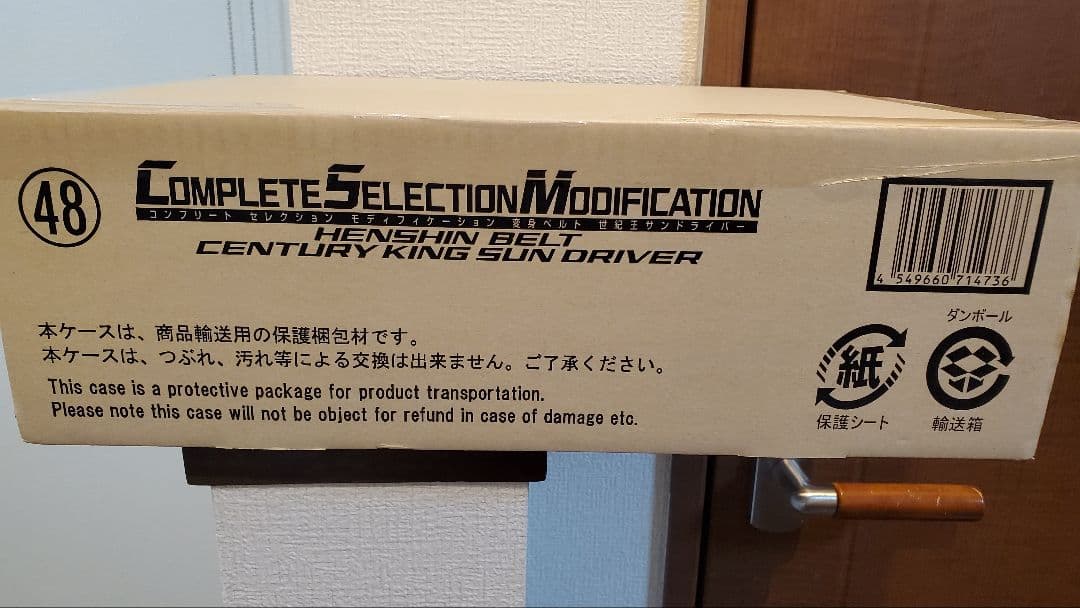 48
COMPLETE SELECTION MODIFICATION
コンプリート セレクション モディフィケーション 変身ベルト 世紀王サンドライバー
HENSHIN BELT
CENTURY KING SUN DRIVER
4 549660 714736
本ケースは、商品輸送用の保護梱包材です。
本ケースは、つぶれ、汚れ等による交換は出来ません。ご了承ください。
This case is a protective package for product transportation.
Please note this case will not be object for refund in case of damage etc.
紙
保護シート
ダンボール
輸送箱